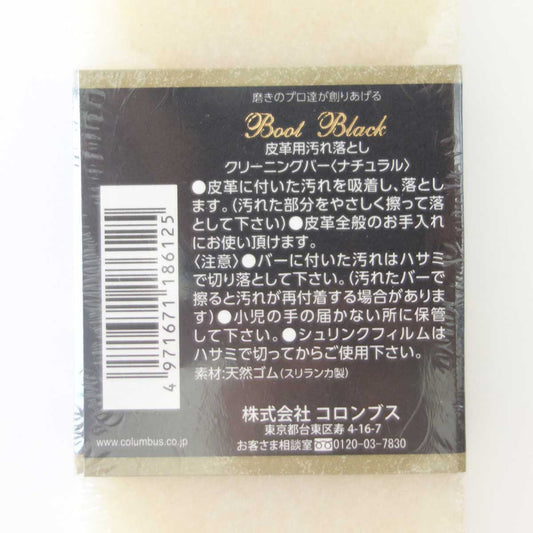 磨きのプロ達が創りあげる
Boot Black
皮革用汚れ落とし
クリーニングバー〈ナチュラル〉
●皮革に付いた汚れを吸着し、落とし
ます。(汚れた部分をやさしく擦って落
として下さい)●皮革全般のお手入れ
にお使い頂けます。
〈注意〉●バーに付いた汚れはハサミ
で切り落として下さい。(汚れたバーで
擦ると汚れが再付着する場合がありま
す)●小児の手の届かない所に保管
して下さい。●シュリンクフィルムは
ハサミで切ってからご使用下さい。
素材:天然ゴム(スリランカ製)
株式会社 コロンブス
東京都台東区寿 4-16-7
お客さま相談室 0120-03-7830
4 971671 186125
www.columbus.co.jp